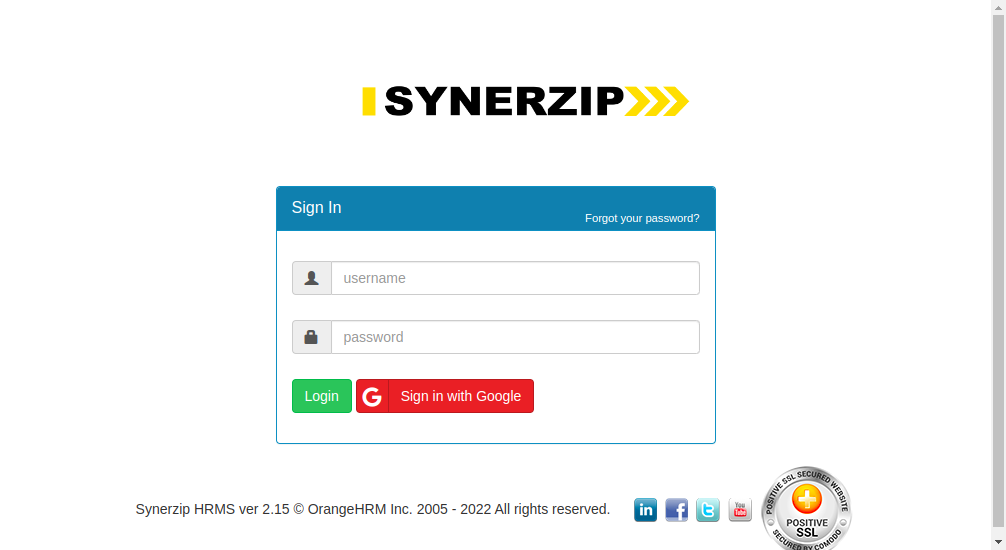 SYNERZIP
Sign In
Forgot your password?
username
password
Login
G Sign in with Google
Synerzip HRMS ver 2.15 © OrangeHRM Inc. 2005 - 2022 All rights reserved.
in
f
t
You
Tube
POSITIVE SSL SECURED WEBSITE
POSITIVE
SSL
SECURED BY COMODO